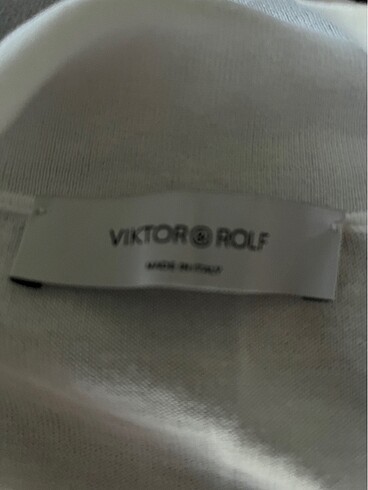 VIKTOR & ROLF
MADE IN ITALY